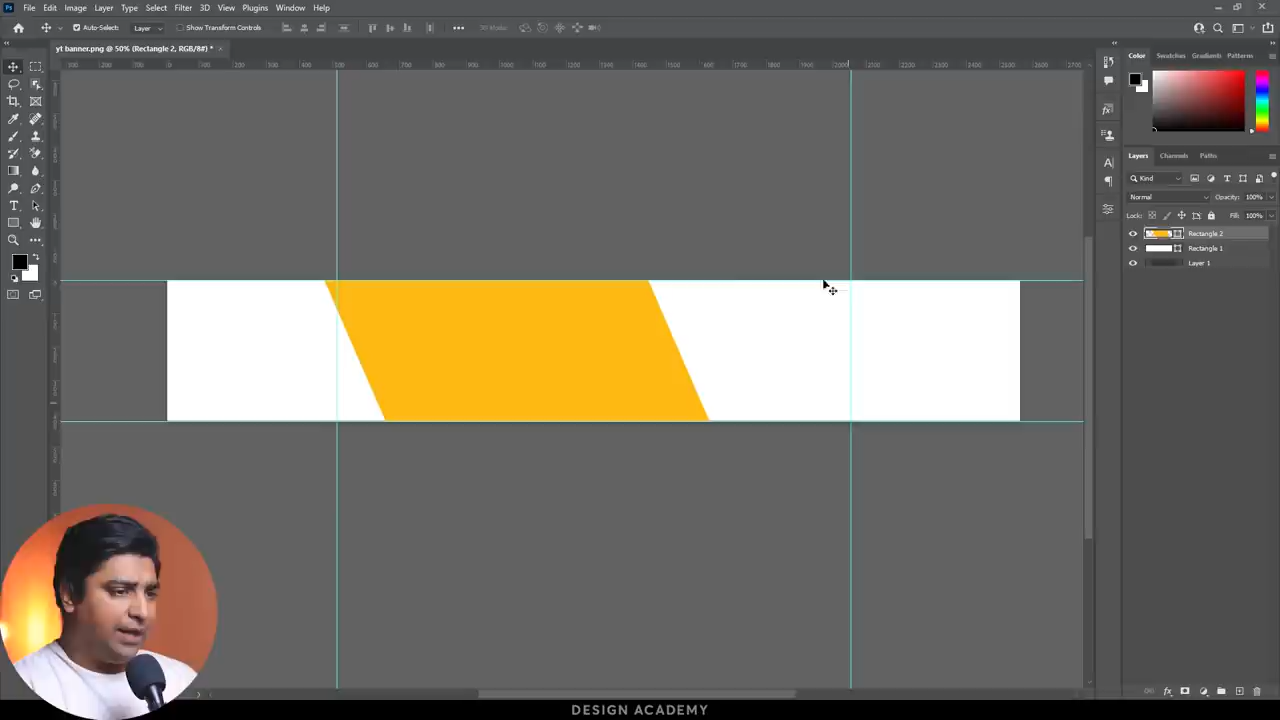 File Edit Image Layer Type Select Filter 3D View Plugins Window Help
Auto-Select: Layer Show Transform Controls 3D Mode:
yt banner.png @ 50% (Rectangle 2, RGB/8#) *
Color Swatches Gradients Patterns
Layers Channels Paths
Kind
Normal Opacity: 100%
Lock: Fill: 100%
Rectangle 2
Rectangle 1
Layer 1
DESIGN ACADEMY